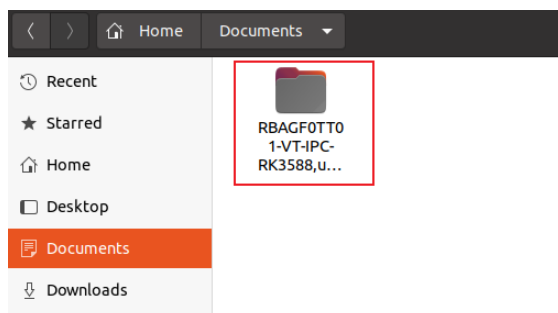 Home Documents
Recent
Starred
Home
Desktop
Documents
Downloads
RBAGF0TT0
1-VT-IPC-
RK3588,u...